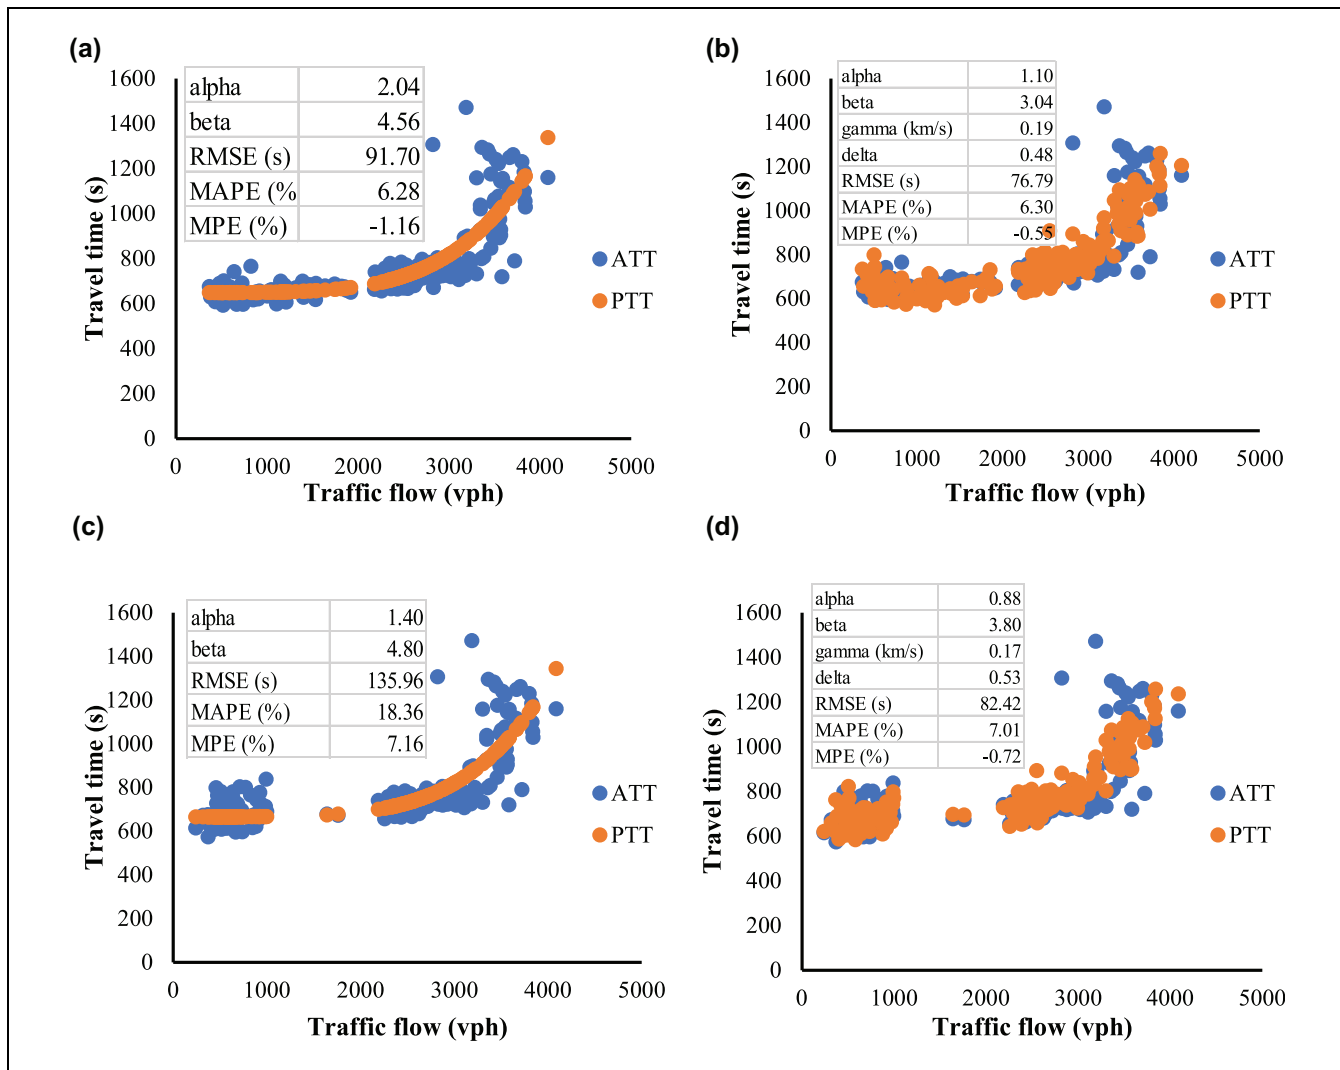 (a)
alpha 2.04
beta 4.56
RMSE (s) 91.70
MAPE (% 6.28
MPE (%) -1.16
1600
1400
1200
1000
800
600
400
200
0
Travel time (s)
0 1000 2000 3000 4000 5000
Traffic flow (vph)
ATT
PTT
(b)
alpha 1.10
beta 3.04
gamma (km/s) 0.19
delta 0.48
RMSE (s) 76.79
MAPE (%) 6.30
MPE (%) -0.55
1600
1400
1200
1000
800
600
400
200
0
Travel time (s)
0 1000 2000 3000 4000 5000
Traffic flow (vph)
ATT
PTT
(c)
alpha 1.40
beta 4.80
RMSE (s) 135.96
MAPE (%) 18.36
MPE (%) 7.16
1600
1400
1200
1000
800
600
400
200
0
Travel time (s)
0 1000 2000 3000 4000 5000
Traffic flow (vph)
ATT
PTT
(d)
alpha 0.88
beta 3.80
gamma (km/s) 0.17
delta 0.53
RMSE (s) 82.42
MAPE (%) 7.01
MPE (%) -0.72
1600
1400
1200
1000
800
600
400
200
0
Travel time (s)
0 1000 2000 3000 4000 5000
Traffic flow (vph)
ATT
PTT